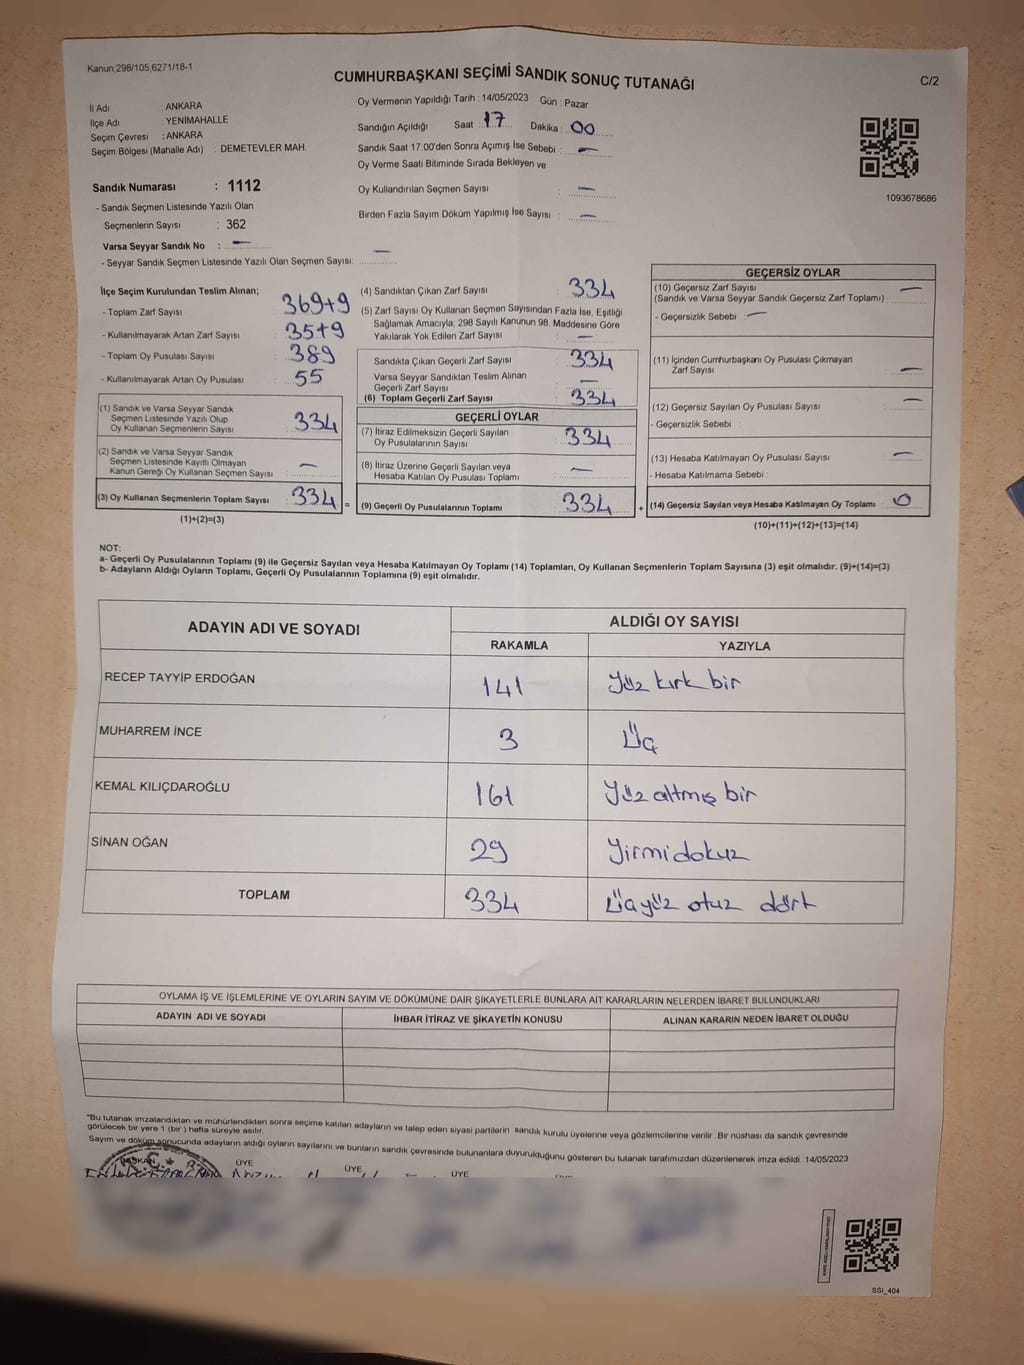 Kanun;298/105,6271/18-1
CUMHURBAŞKANI SEÇİMİ SANDIK SONUÇ TUTANAĞI
C/2
İl Adı : ANKARA
İlçe Adı : YENİMAHALLE
Seçim Çevresi : ANKARA
Seçim Bölgesi (Mahalle Adı) : DEMETEVLER MAH.
Oy Vermenin Yapıldığı Tarih : 14/05/2023 Gün : Pazar
Sandığın Açıldığı Saat : 17 Dakika : 00
Sandık Saat 17:00'den Sonra Açımış İse Sebebi : —
Oy Verme Saati Bitiminde Sırada Bekleyen ve
Oy Kullandırılan Seçmen Sayısı : —
Birden Fazla Sayım Döküm Yapılmış İse Sayısı : —
1093678686
Sandık Numarası : 1112
- Sandık Seçmen Listesinde Yazılı Olan
Seçmenlerin Sayısı : 362
Varsa Seyyar Sandık No : —
- Seyyar Sandık Seçmen Listesinde Yazılı Olan Seçmen Sayısı: —
İlçe Seçim Kurulundan Teslim Alınan;
- Toplam Zarf Sayısı : 369+9
- Kullanılmayarak Artan Zarf Sayısı : 35+9
- Toplam Oy Pusulası Sayısı : 389
- Kullanılmayarak Artan Oy Pusulası : 55
(1) Sandık ve Varsa Seyyar Sandık
Seçmen Listesinde Yazılı Olup
Oy Kullanan Seçmenlerin Sayısı : 334
(2) Sandık ve Varsa Seyyar Sandık
Seçmen Listesinde Kayıtlı Olmayan
Kanun Gereği Oy Kullanan Seçmen Sayısı : —
(3) Oy Kullanan Seçmenlerin Toplam Sayısı : 334 =
(1)+(2)=(3)
(4) Sandıktan Çıkan Zarf Sayısı : 334
(5) Zarf Sayısı Oy Kullanan Seçmen Sayısından Fazla İse, Eşitliği
Sağlamak Amacıyla, 298 Sayılı Kanunun 98. Maddesine Göre
Yakılarak Yok Edilen Zarf Sayısı : —
Sandıkta Çıkan Geçerli Zarf Sayısı : 334
Varsa Seyyar Sandıktan Teslim Alınan
Geçerli Zarf Sayısı : —
(6) Toplam Geçerli Zarf Sayısı : 334
GEÇERLİ OYLAR
(7) İtiraz Edilmeksizin Geçerli Sayılan
Oy Pusulalarının Sayısı : 334
(8) İtiraz Üzerine Geçerli Sayılan veya
Hesaba Katılan Oy Pusulası Toplamı : —
(9) Geçerli Oy Pusulalarının Toplamı : 334 +
GEÇERSİZ OYLAR
(10) Geçersiz Zarf Sayısı
(Sandık ve Varsa Seyyar Sandık Geçersiz Zarf Toplamı) : —
- Geçersizlik Sebebi : —
(11) İçinden Cumhurbaşkanı Oy Pusulası Çıkmayan
Zarf Sayısı : —
(12) Geçersiz Sayılan Oy Pusulası Sayısı : —
- Geçersizlik Sebebi :
(13) Hesaba Katılmayan Oy Pusulası Sayısı : —
- Hesaba Katılmama Sebebi :
(14) Geçersiz Sayılan veya Hesaba Katılmayan Oy Toplamı : 0
(10)+(11)+(12)+(13)=(14)
NOT:
a- Geçerli Oy Pusulalarının Toplamı (9) ile Geçersiz Sayılan veya Hesaba Katılmayan Oy Toplamı (14) Toplamları, Oy Kullanan Seçmenlerin Toplam Sayısına (3) eşit olmalıdır. (9)+(14)=(3)
b- Adayların Aldığı Oyların Toplamı, Geçerli Oy Pusulalarının Toplamına (9) eşit olmalıdır.
ADAYIN ADI VE SOYADI
ALDIĞI OY SAYISI
RAKAMLA YAZIYLA
RECEP TAYYİP ERDOĞAN 141 Yüz kırk bir
MUHARREM İNCE 3 Üç
KEMAL KILIÇDAROĞLU 161 Yüz altmış bir
SİNAN OĞAN 29 Yirmi dokuz
TOPLAM 334 Üçyüz otuz dört
OYLAMA İŞ VE İŞLEMLERİNE VE OYLARIN SAYIM VE DÖKÜMÜNE DAİR ŞİKAYETLERLE BUNLARA AİT KARARLARIN NELERDEN İBARET BULUNDUKLARI
ADAYIN ADI VE SOYADI İHBAR İTİRAZ VE ŞİKAYETİN KONUSU ALINAN KARARIN NEDEN İBARET OLDUĞU
*Bu tutanak imzalandıktan ve mühürlendikten sonra seçime katılan adayların ve talep eden siyasi partilerin sandık kurulu üyelerine veya gözlemcilerine verilir. Bir nüshası da sandık çevresinde
görülecek bir yere 1 (bir) hafta süreyle asılır.
Sayım ve döküm sonucunda adayların aldığı oyların sayılarını ve bunların sandık çevresinde bulunanlara duyurulduğunu gösteren bu tutanak tarafımızdan düzenlenerek imza edildi. 14/05/2023
BAŞKAN ÜYE ÜYE ÜYE
SSI_404